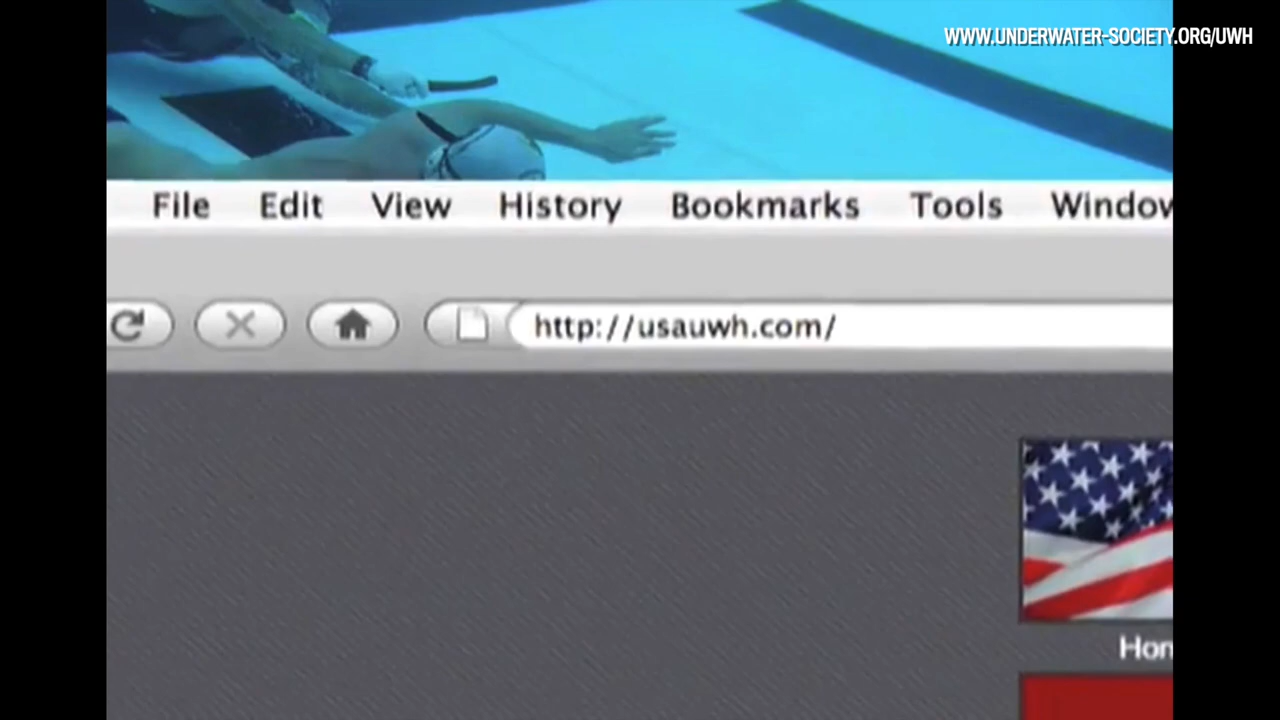 WWW.UNDERWATER-SOCIETY.ORG/UWH
File Edit View History Bookmarks Tools
http://usauwh.com/